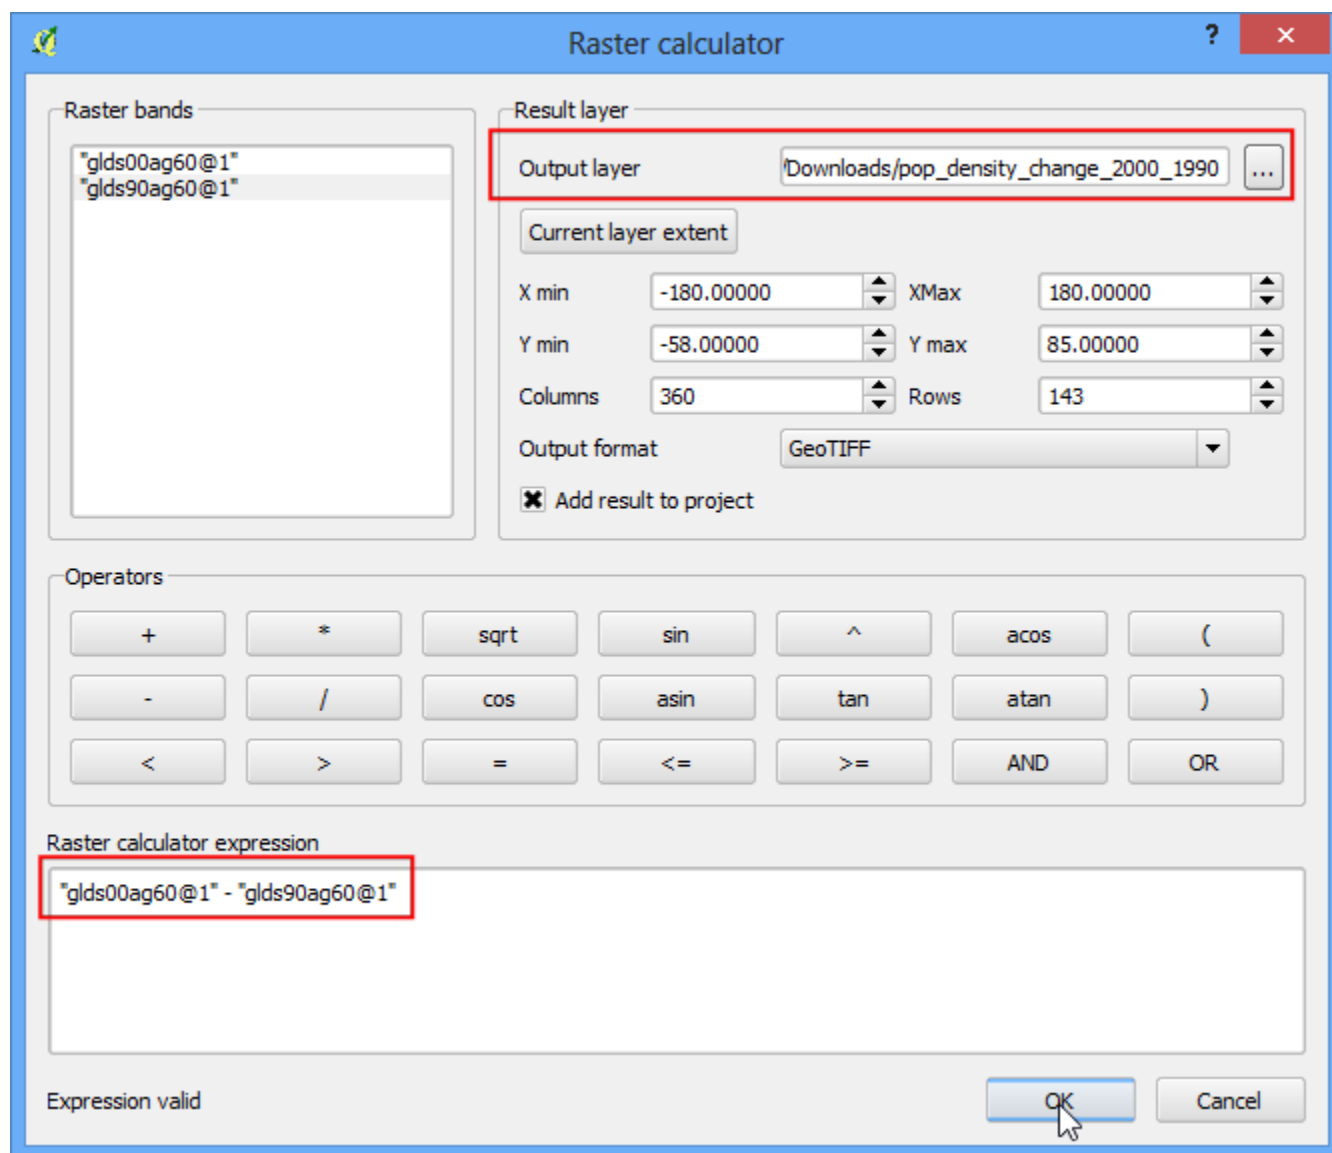 Raster calculator
?
Raster bands
"glds00ag60@1"
"glds90ag60@1"
Result layer
Output layer /Downloads/pop_density_change_2000_1990 ...
Current layer extent
X min -180.00000 XMax 180.00000
Y min -58.00000 Y max 85.00000
Columns 360 Rows 143
Output format GeoTIFF
Add result to project
Operators
+ * sqrt sin ^ acos (
- / cos asin tan atan )
< > = <= >= AND OR
Raster calculator expression
"glds00ag60@1" - "glds90ag60@1"
Expression valid OK Cancel